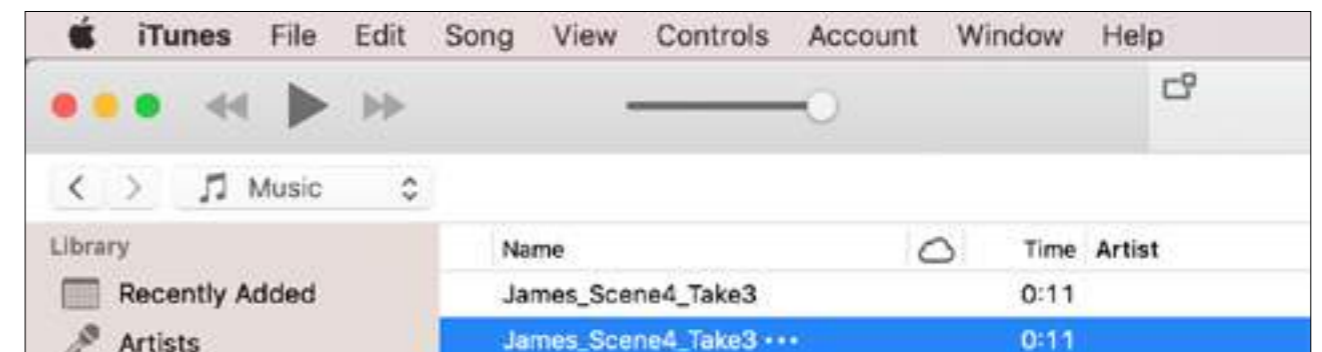 iTunes File Edit Song View Controls Account Window Help
Music
Library
Name Time Artist
Recently Added
James_Scene4_Take3 0:11
Artists
James_Scene4_Take3 ••• 0:11